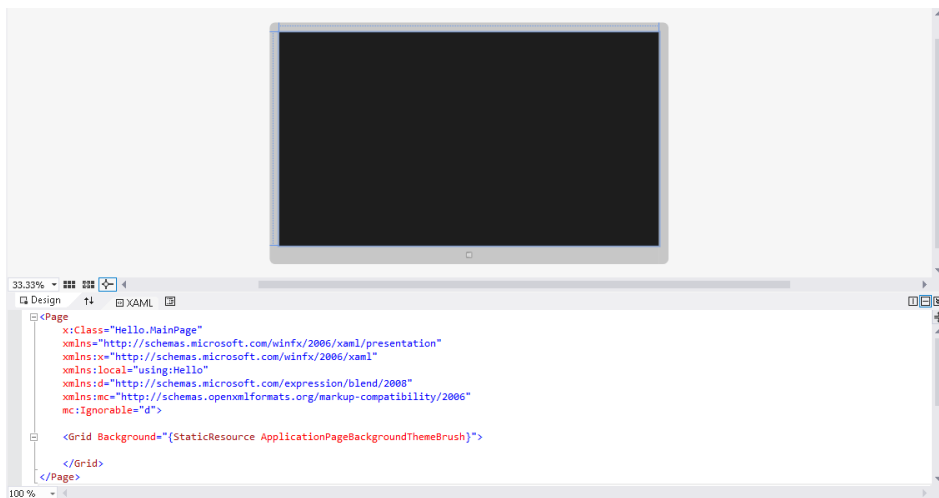 33.33%
Design XAML
<Page
x:Class="Hello.MainPage"
xmlns="http://schemas.microsoft.com/winfx/2006/xaml/presentation"
xmlns:x="http://schemas.microsoft.com/winfx/2006/xaml"
xmlns:local="using:Hello"
xmlns:d="http://schemas.microsoft.com/expression/blend/2008"
xmlns:mc="http://schemas.openxmlformats.org/markup-compatibility/2006"
mc:Ignorable="d">
<Grid Background="{StaticResource ApplicationPageBackgroundThemeBrush}">
</Grid>
</Page>
100 %